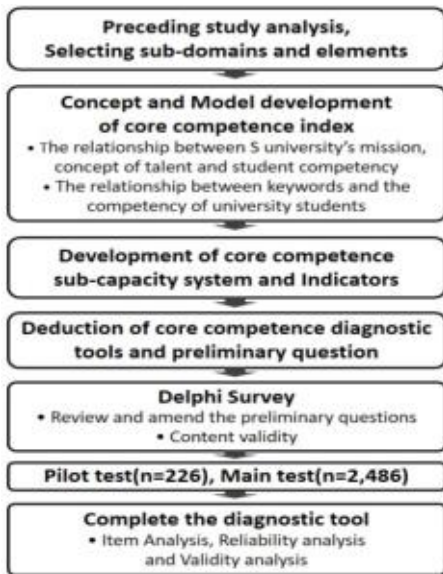 Preceding study analysis,
Selecting sub-domains and elements
Concept and Model development
of core competence index
• The relationship between S university's mission,
concept of talent and student competency
• The relationship between keywords and the
competency of university students
Development of core competence
sub-capacity system and Indicators
Deduction of core competence diagnostic
tools and preliminary question
Delphi Survey
• Review and amend the preliminary questions
• Content validity
Pilot test(n=226), Main test(n=2,486)
Complete the diagnostic tool
• Item Analysis, Reliability analysis
and Validity analysis